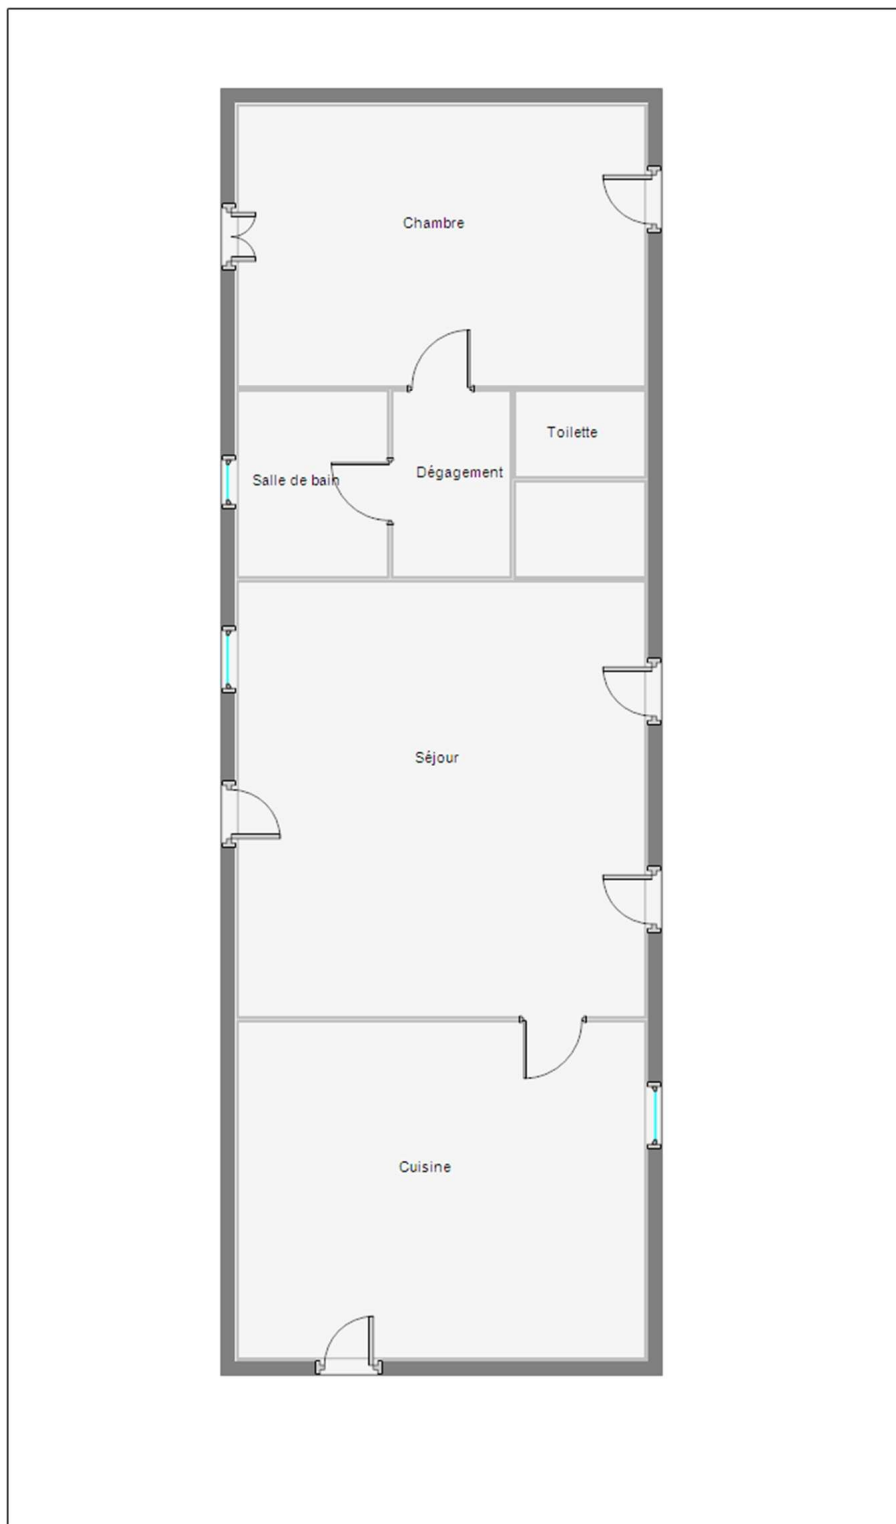 Chambre
Toilette
Salle de bain
Dégagement
Séjour
Cuisine